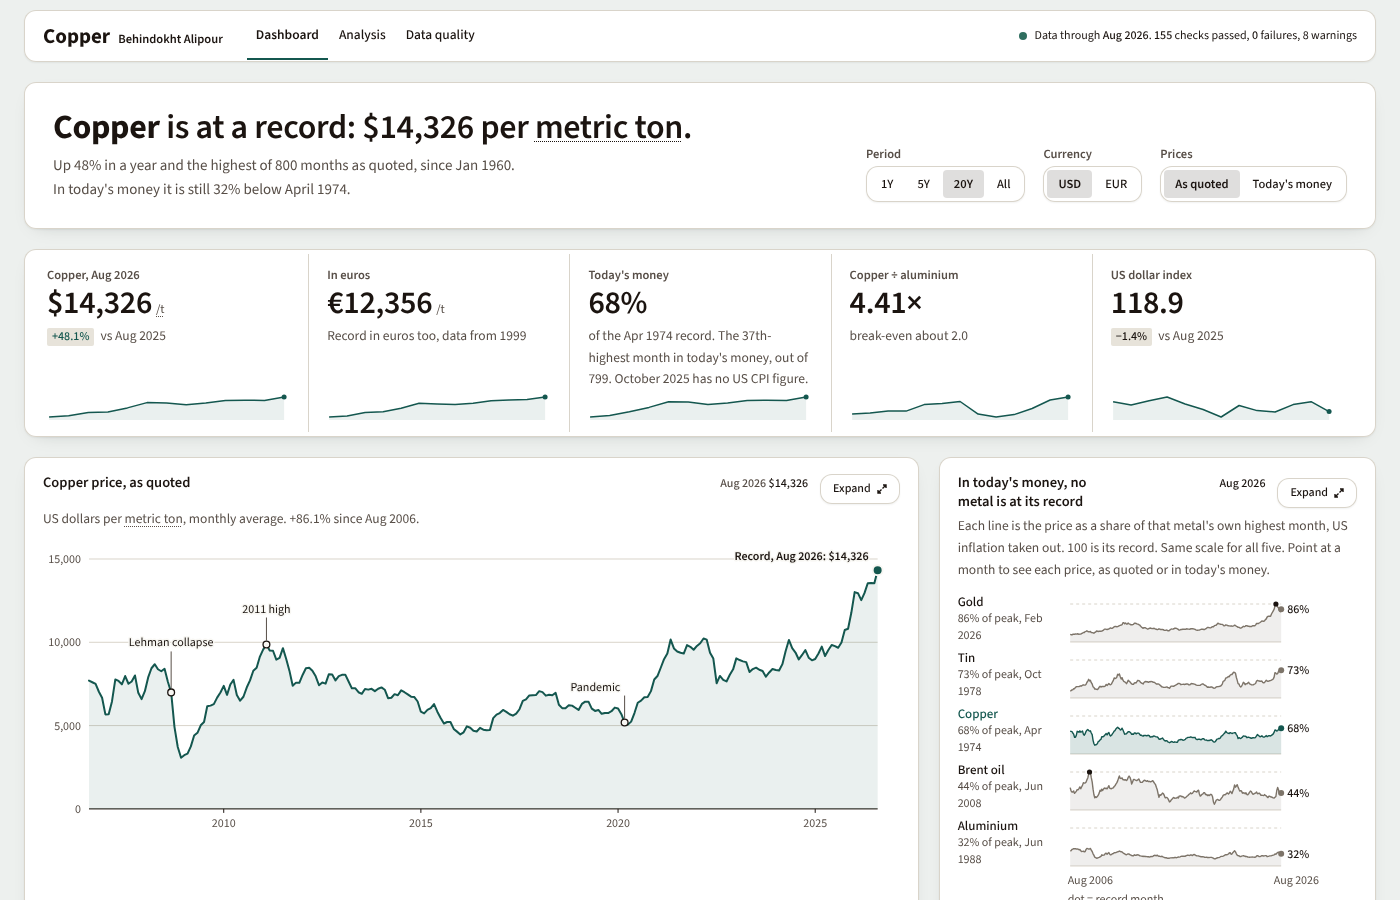 Copper Behindokht Alipour Dashboard Analysis Data quality Data through Aug 2026. 155 checks passed, 0 failures, 8 warnings
Copper is at a record: $14,326 per metric ton.
Up 48% in a year and the highest of 800 months as quoted, since Jan 1960.
In today's money it is still 32% below April 1974.
Period Currency Prices
1Y 5Y 20Y All USD EUR As quoted Today's money
Copper, Aug 2026
$14,326 /t
+48.1% vs Aug 2025
In euros
€12,356 /t
Record in euros too, data from 1999
Today's money
68%
of the Apr 1974 record. The 37th-
highest month in today's money, out of
799. October 2025 has no US CPI figure.
Copper ÷ aluminium
4.41×
break-even about 2.0
US dollar index
118.9
−1.4% vs Aug 2025
Copper price, as quoted Aug 2026 $14,326 Expand
US dollars per metric ton, monthly average. +86.1% since Aug 2006.
15,000
10,000
5,000
0
Record, Aug 2026: $14,326
2011 high
Lehman collapse
Pandemic
2010 2015 2020 2025
In today's money, no
metal is at its record
Aug 2026 Expand
Each line is the price as a share of that metal's own highest month, US
inflation taken out. 100 is its record. Same scale for all five. Point at a
month to see each price, as quoted or in today's money.
Gold
86% of peak, Feb
2026
86%
Tin
73% of peak, Oct
1978
73%
Copper
68% of peak, Apr
1974
68%
Brent oil
44% of peak, Jun
2008
44%
Aluminium
32% of peak, Jun
1988
32%
Aug 2006 Aug 2026
dot = record month